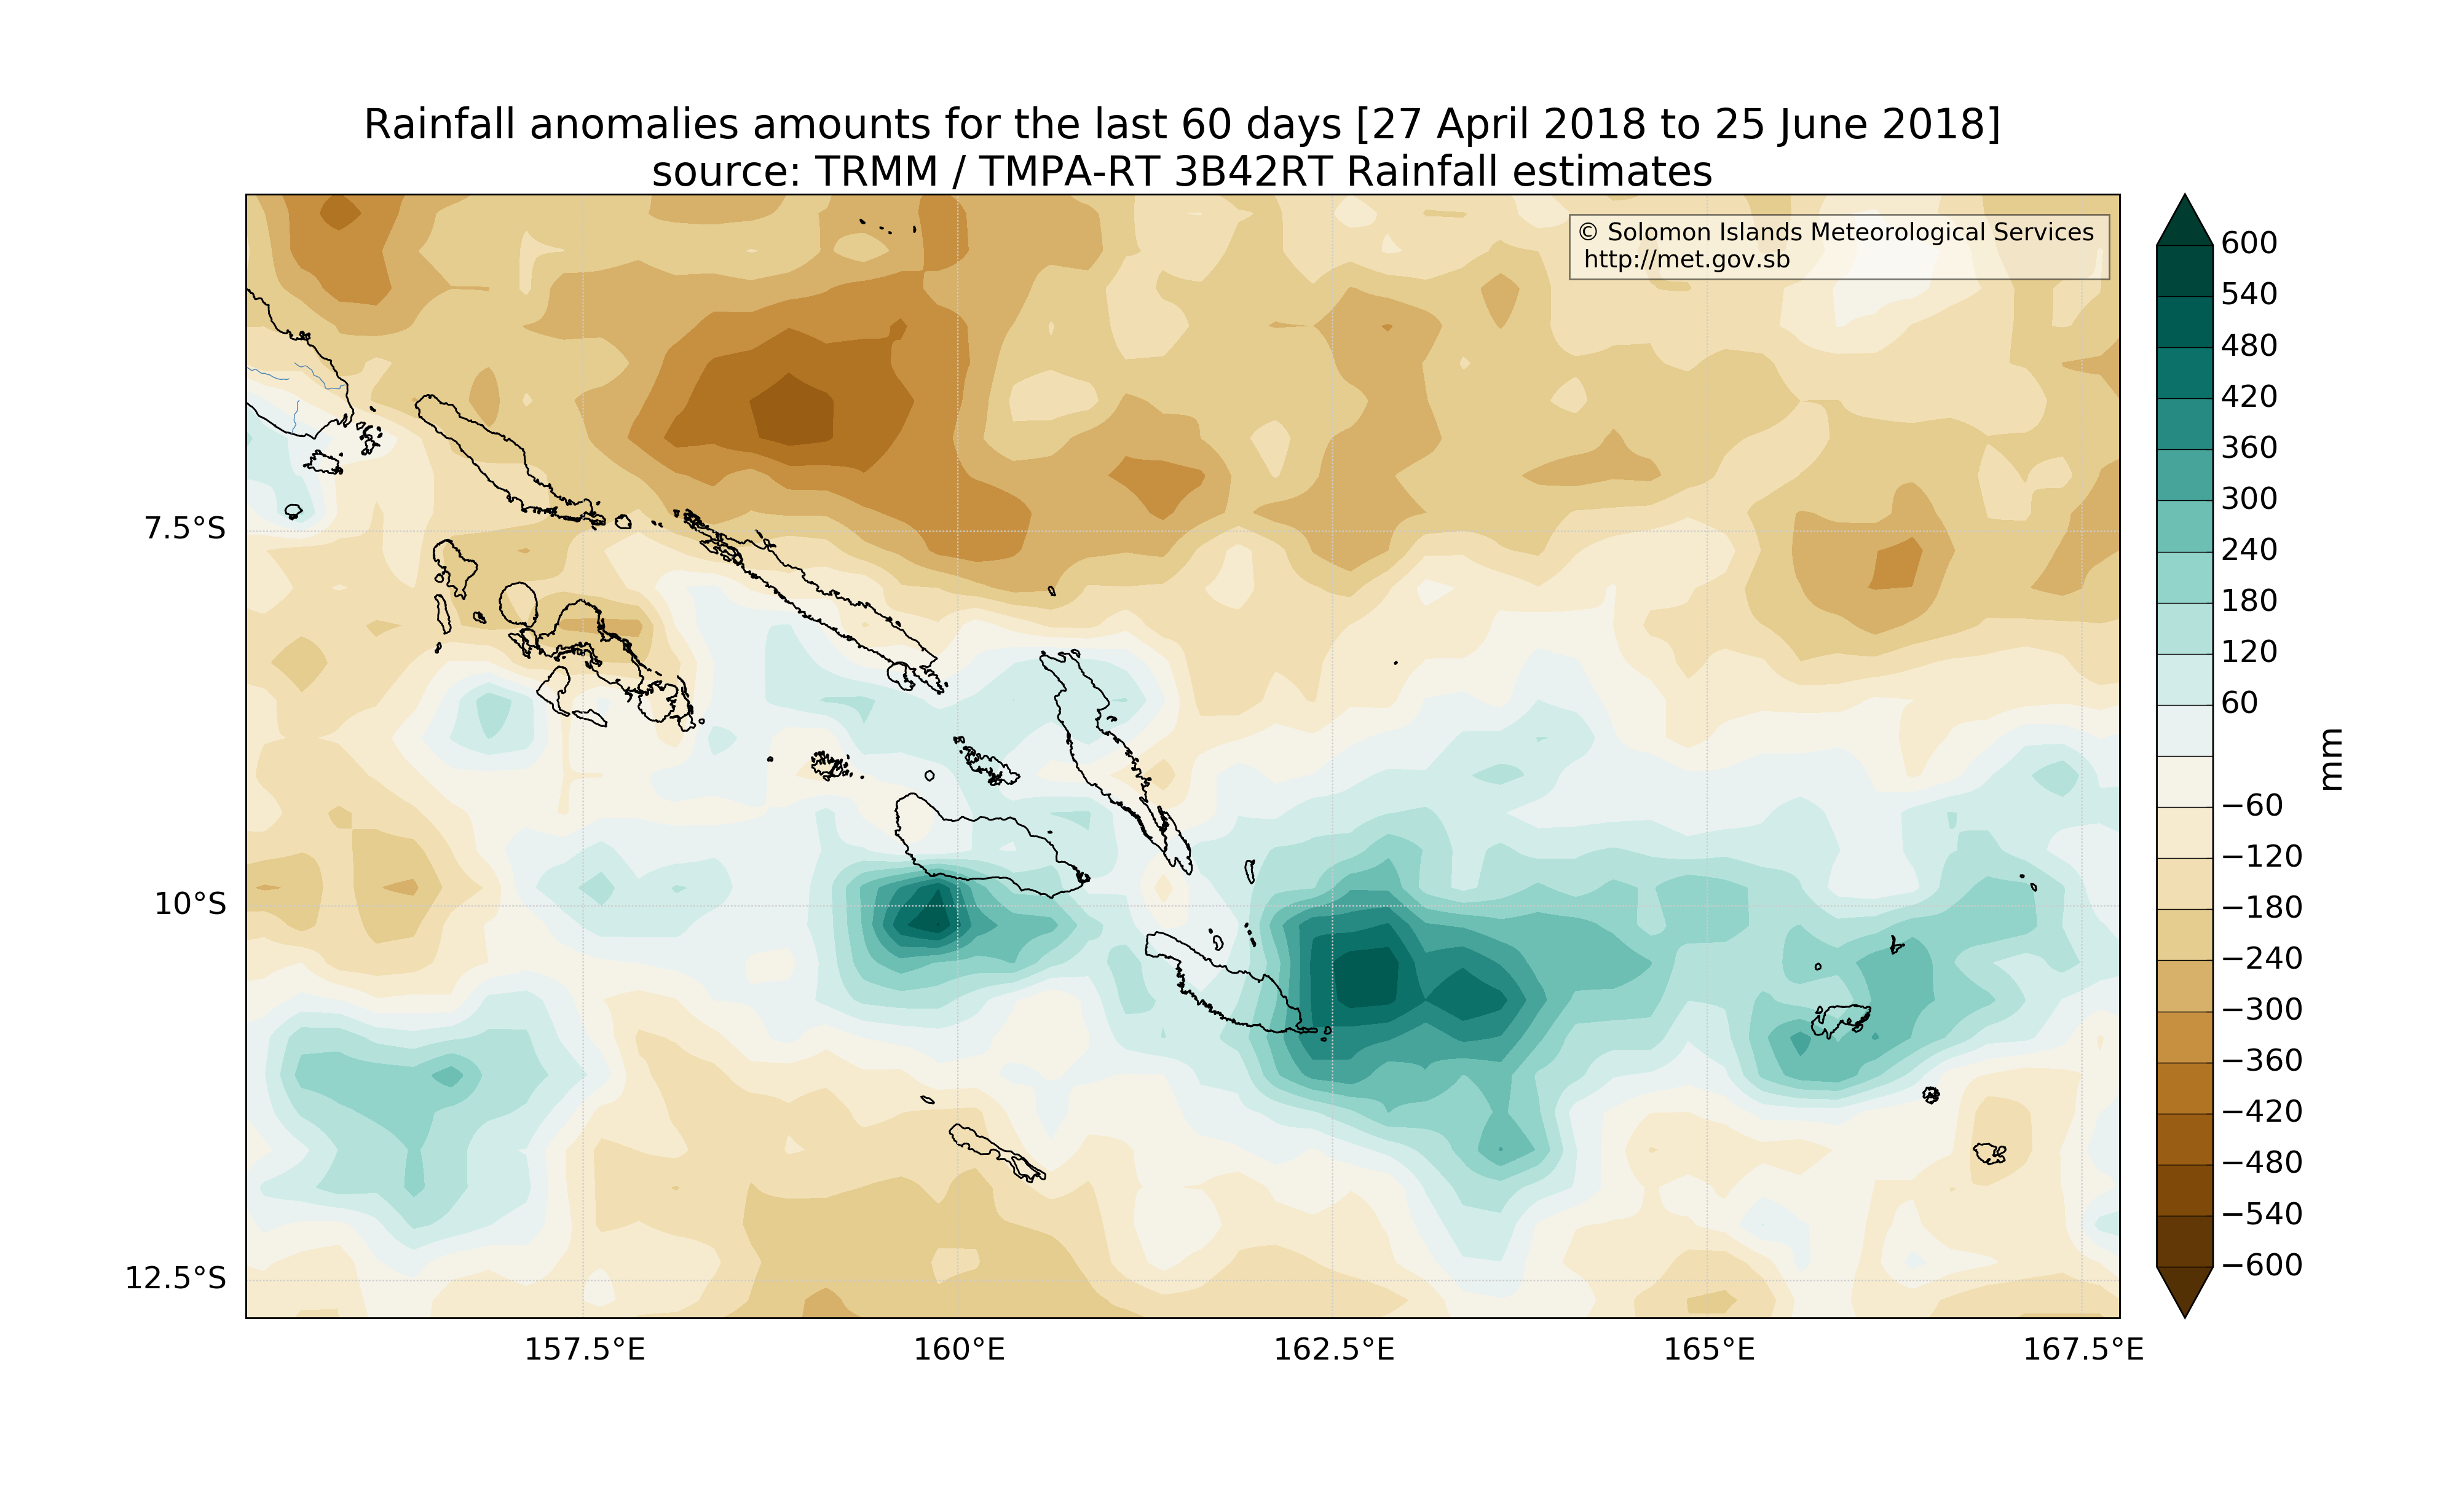 Rainfall anomalies amounts for the last 60 days [27 April 2018 to 25 June 2018]
source: TRMM / TMPA-RT 3B42RT Rainfall estimates
© Solomon Islands Meteorological Services
http://met.gov.sb
7.5°S
10°S
12.5°S
157.5°E
160°E
162.5°E
165°E
167.5°E
600
540
480
420
360
300
240
180
120
60
−60
−120
−180
−240
−300
−360
−420
−480
−540
−600
mm